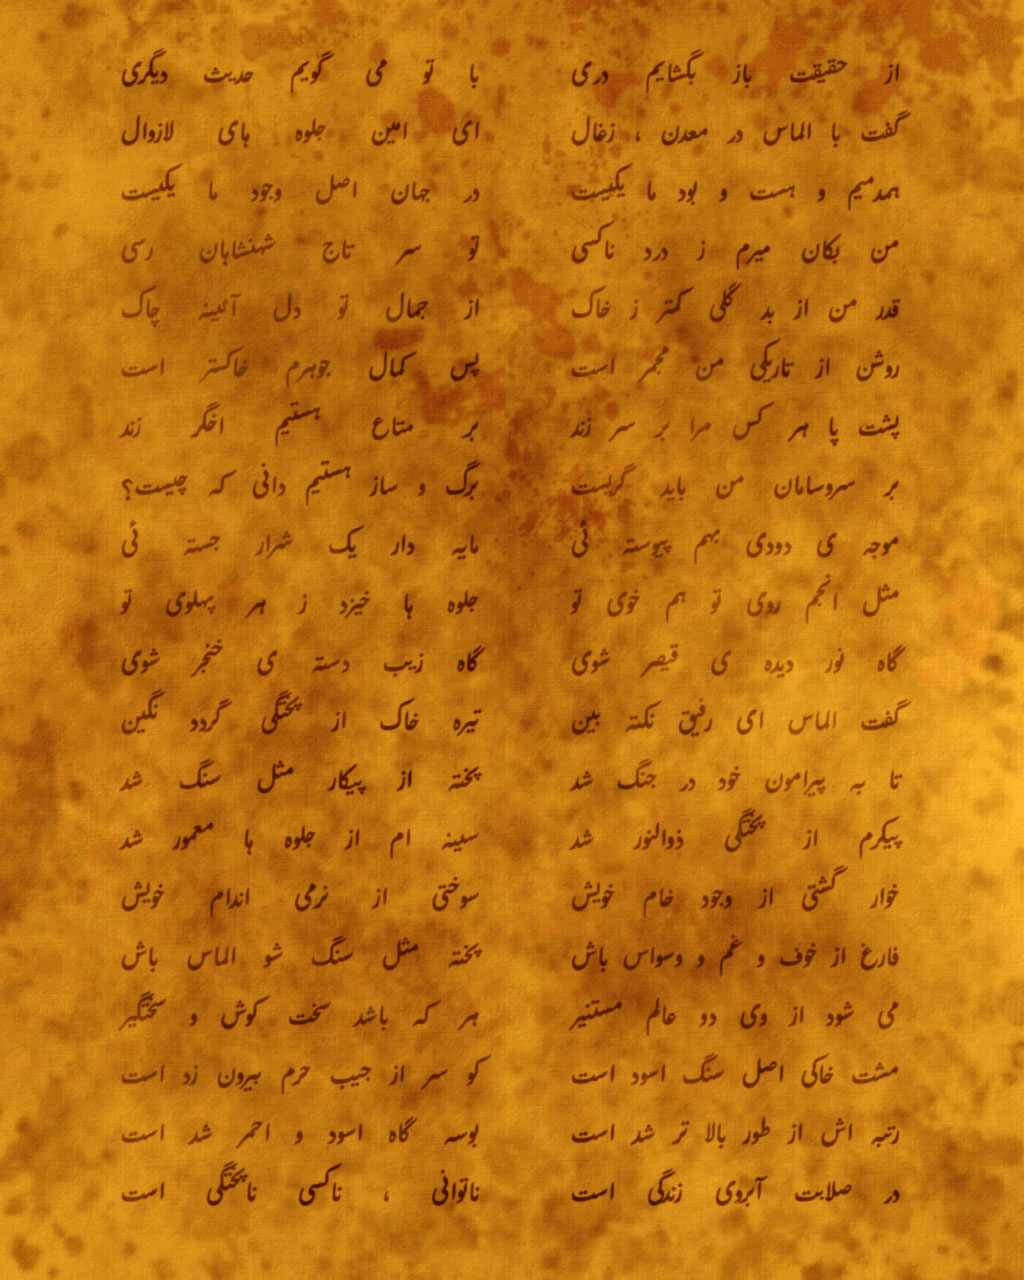 از حقیقت باز بگشایم دری با تو می گویم حدیث دیگری
گفت با الماس در معدن ، زغال ای امین جلوه های لازوال
همدمیم و هست و بود ما یکیست در جهان اصل وجود ما یکیست
من بکان میرم ز درد ناکسی تو سر تاج شهنشاهان رسی
قدر من از بد گلی کمتر ز خاک از جمال تو دل آئینه چاک
روشن از تاریکی من مجمر است پس کمال جوهرم خاکستر است
پشت پا هر کس مرا بر سر زند بر متاع هستیم اخگر زند
بر سروسامان من باید گریست برگ و ساز هستیم دانی که چیست؟
موجه ی دودی بهم پیوسته ئی مایه دار یک شرار جسته ئی
مثل انجم روی تو هم خوی تو جلوه ها خیزد ز هر پهلوی تو
گاه نور دیده ی قیصر شوی گاه زیب دسته ی خنجر شوی
گفت الماس ای رفیق نکته بین تیره خاک از پختگی گردد نگین
تا به پیرامون خود در جنگ شد پخته از پیکار مثل سنگ شد
پیکرم از پختگی ذوالنور شد سینه ام از جلوه ها معمور شد
خوار گشتی از وجود خام خویش سوختی از نرمی اندام خویش
فارغ از خوف و غم و وسواس باش پخته مثل سنگ شو الماس باش
می شود از وی دو عالم مستنیر هر که باشد سخت کوش و سختگیر
مشت خاکی اصل سنگ اسود است کو سر از جیب حرم بیرون زد است
رتبه اش از طور بالا تر شد است بوسه گاه اسود و احمر شد است
در صلابت آبروی زندگی است ناتوانی ، ناکسی ناپختگی است